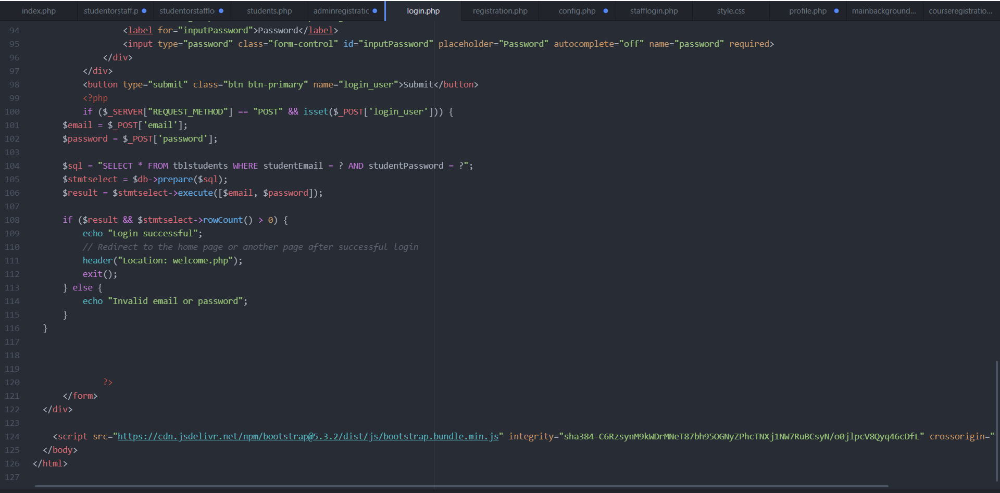 index.php studentorstaff.p studentorstafflo students.php adminregistratic login.php registration.php config.php stafflogin.php style.css profile.php mainbackground... courseregistratio...
94 <label for="inputPassword">Password</label>
95 <input type="password" class="form-control" id="inputPassword" placeholder="Password" autocomplete="off" name="password" required>
96 </div>
97 </div>
98 <button type="submit" class="btn btn-primary" name="login_user">Submit</button>
99 <?php
100 if ($_SERVER["REQUEST_METHOD"] == "POST" && isset($_POST['login_user'])) {
101 $email = $_POST['email'];
102 $password = $_POST['password'];
103
104 $sql = "SELECT * FROM tblstudents WHERE studentEmail = ? AND studentPassword = ?";
105 $stmtselect = $db->prepare($sql);
106 $result = $stmtselect->execute([$email, $password]);
107
108 if ($result && $stmtselect->rowCount() > 0) {
109 echo "Login successful";
110 // Redirect to the home page or another page after successful login
111 header("Location: welcome.php");
112 exit();
113 } else {
114 echo "Invalid email or password";
115 }
116 }
117
118
119
120 ?>
121 </form>
122 </div>
123
124 <script src="https://cdn.jsdelivr.net/npm/bootstrap@5.3.2/dist/js/bootstrap.bundle.min.js" integrity="sha384-C6RzsynM9kWDrMNeT87bh95OGNyZPhcTNXj1NW7RuBCsyN/o0jlpcV8Qyq46cDfL" crossorigin="
125 </body>
126 </html>
127